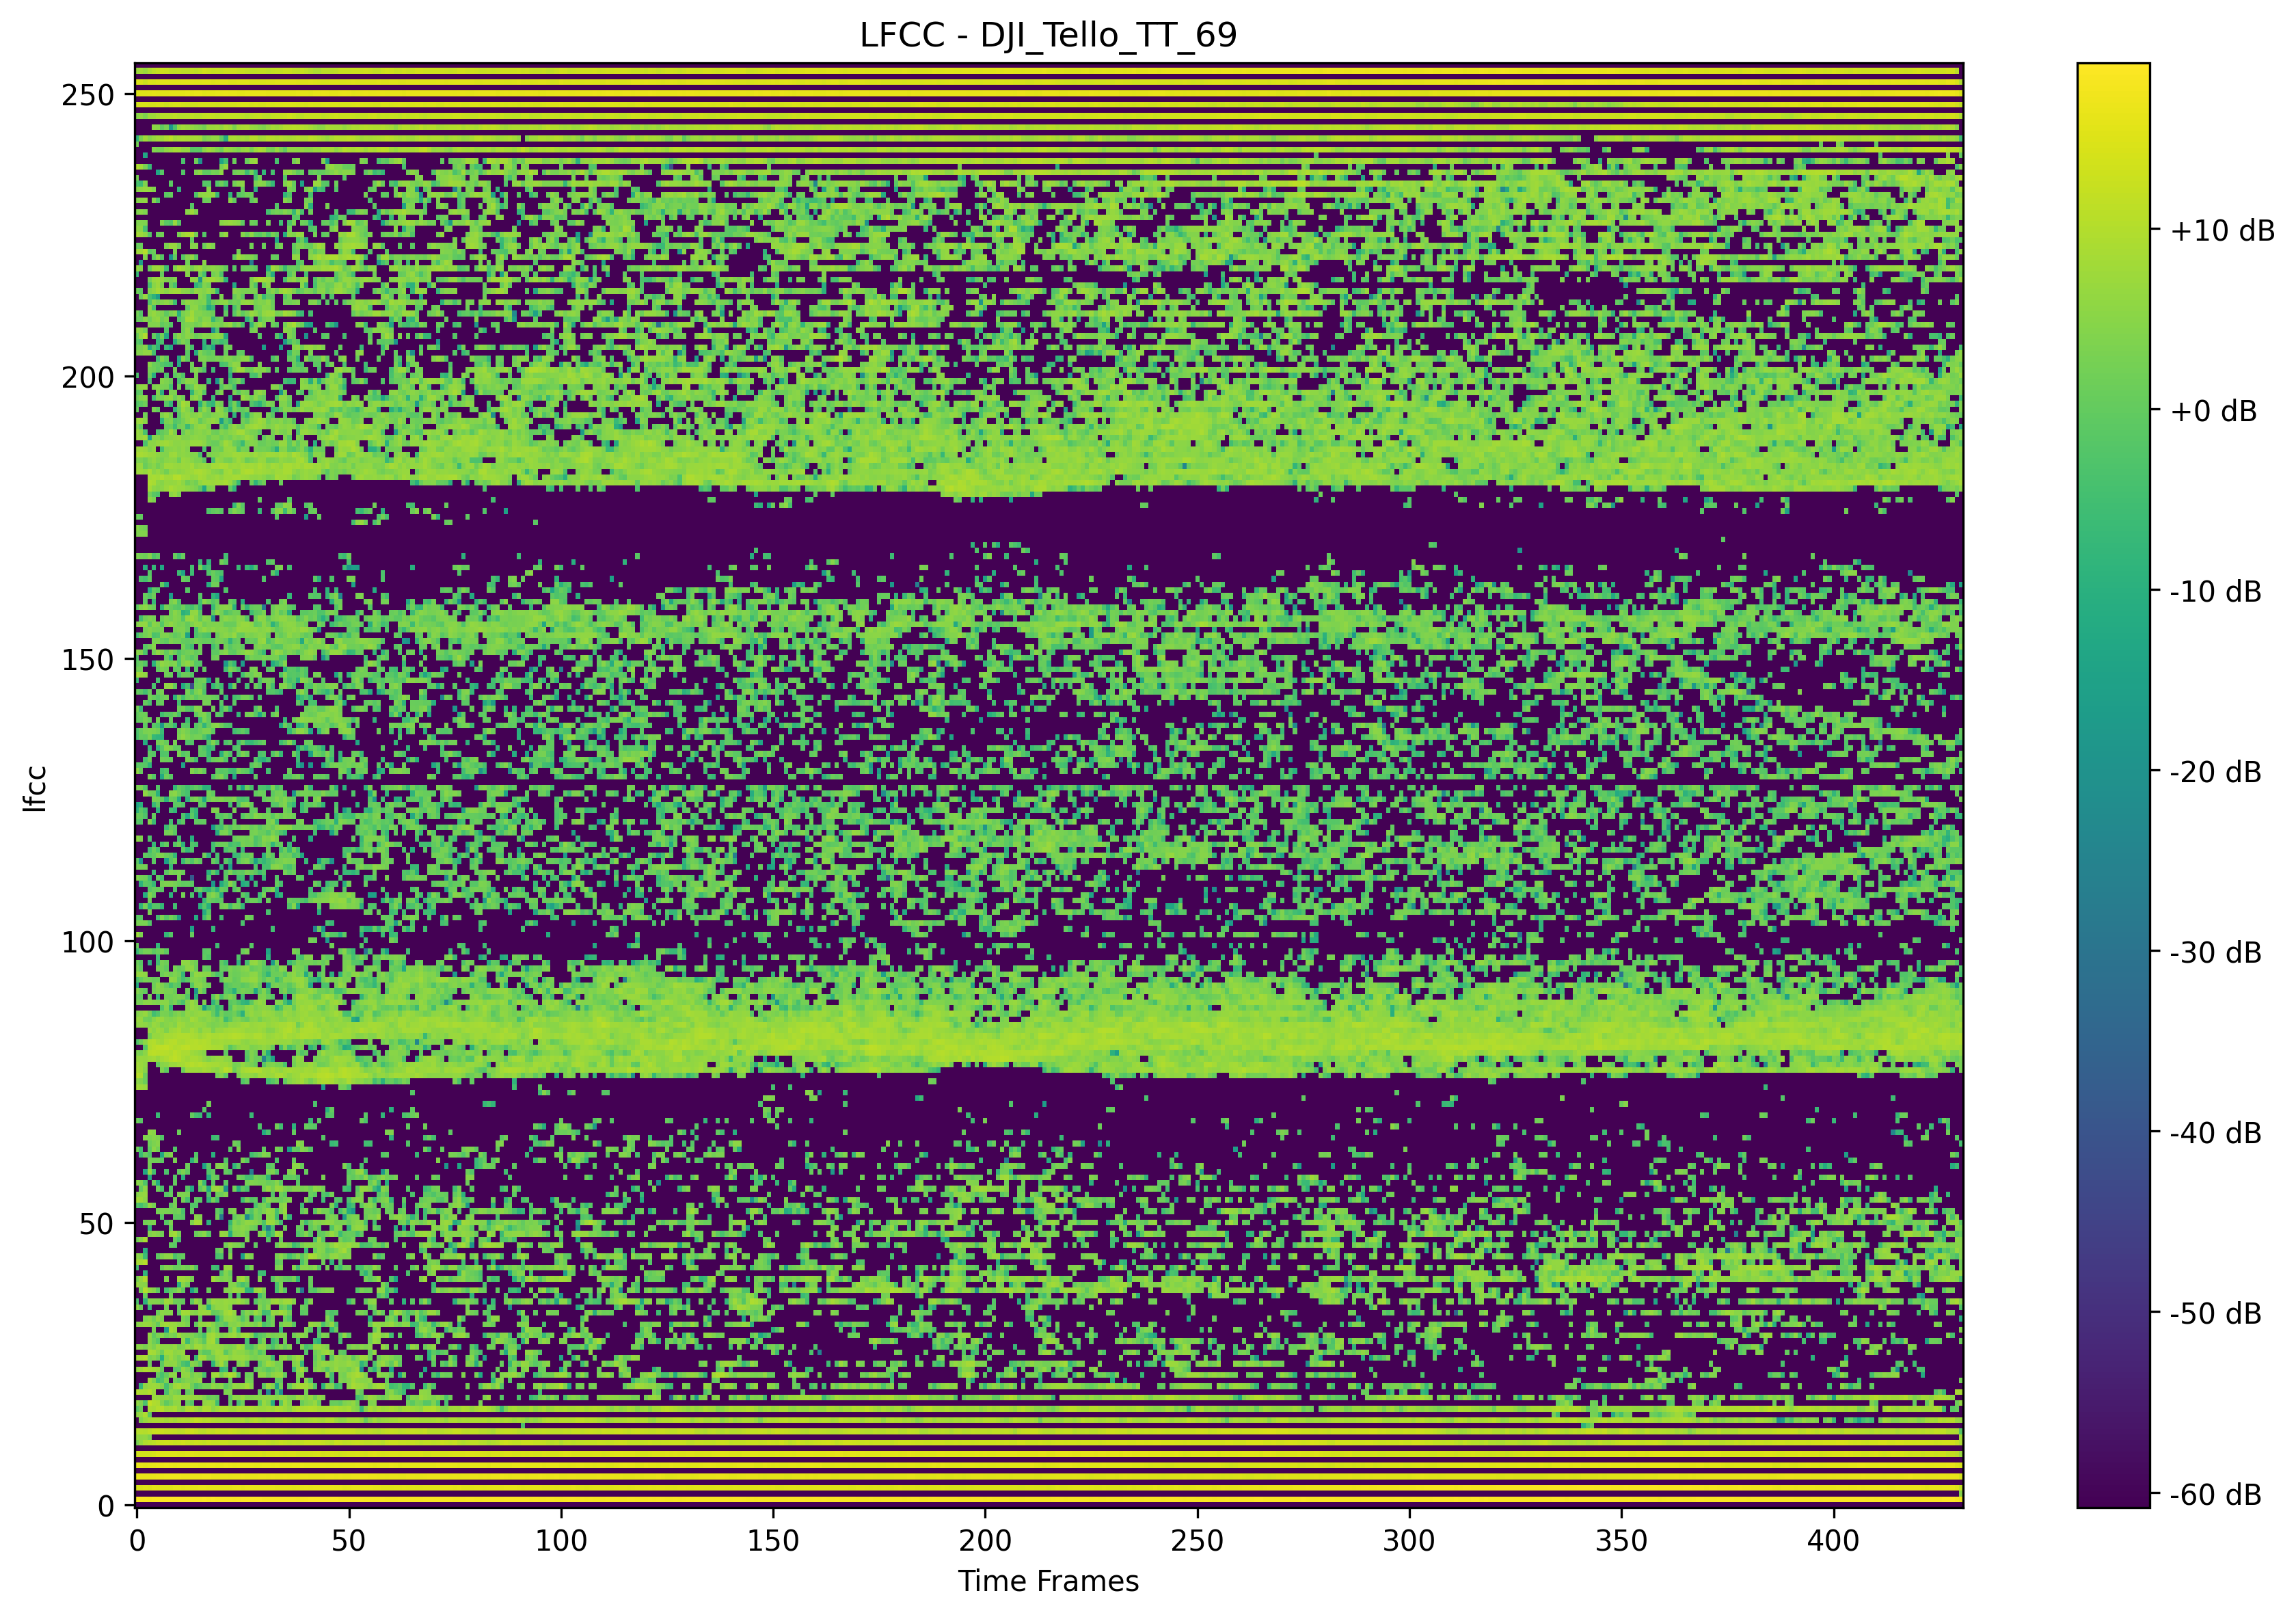 LFCC - DJI_Tello_TT_69
lfcc
250
200
150
100
50
0
0 50 100 150 200 250 300 350 400
Time Frames
+10 dB
+0 dB
-10 dB
-20 dB
-30 dB
-40 dB
-50 dB
-60 dB